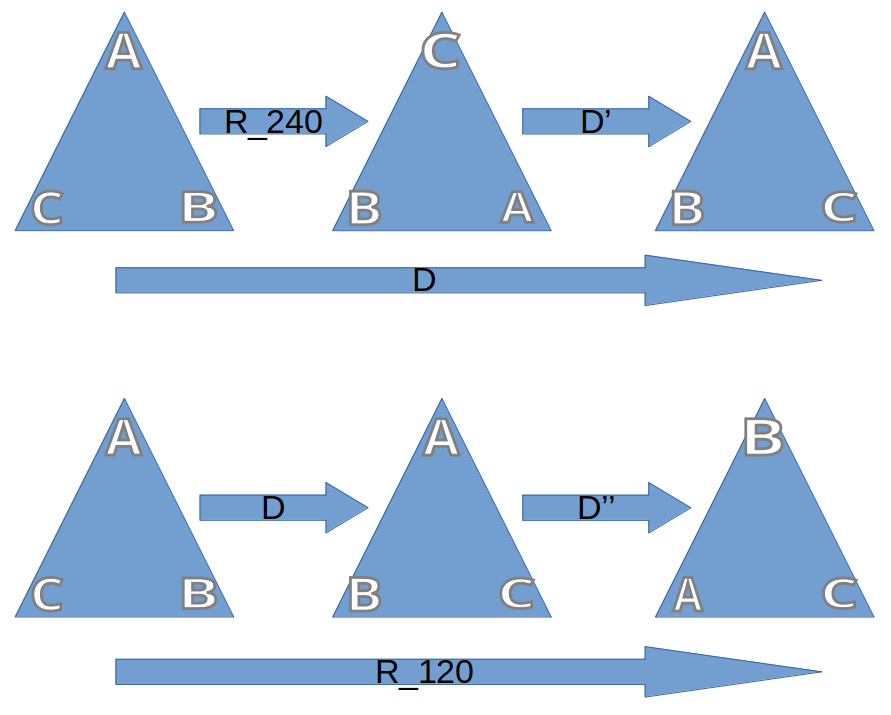 A C A
R_240 D’
C B B A B C
D
A A B
D D’’
C B B C A C
R_120